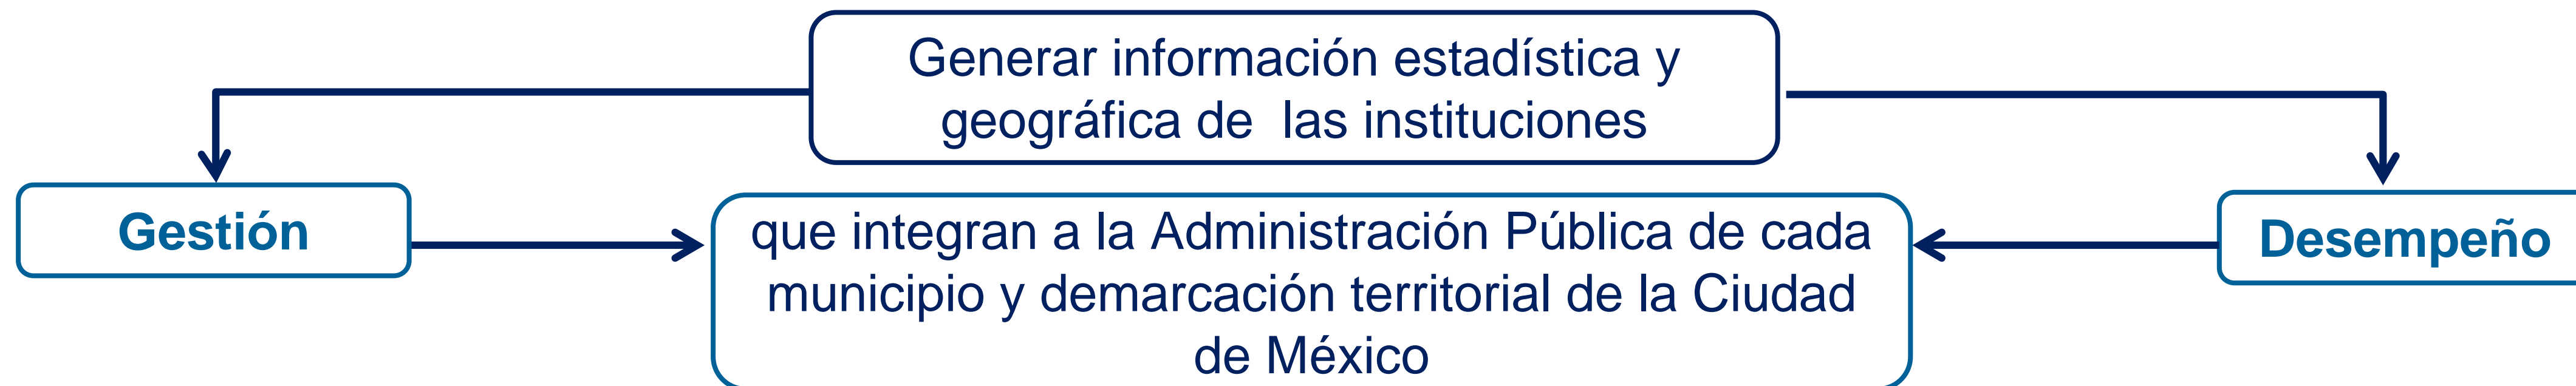 Generar información estadística y
geográfica de las instituciones
Gestión
Desempeño
que integran a la Administración Pública de cada
municipio y demarcación territorial de la Ciudad
de México